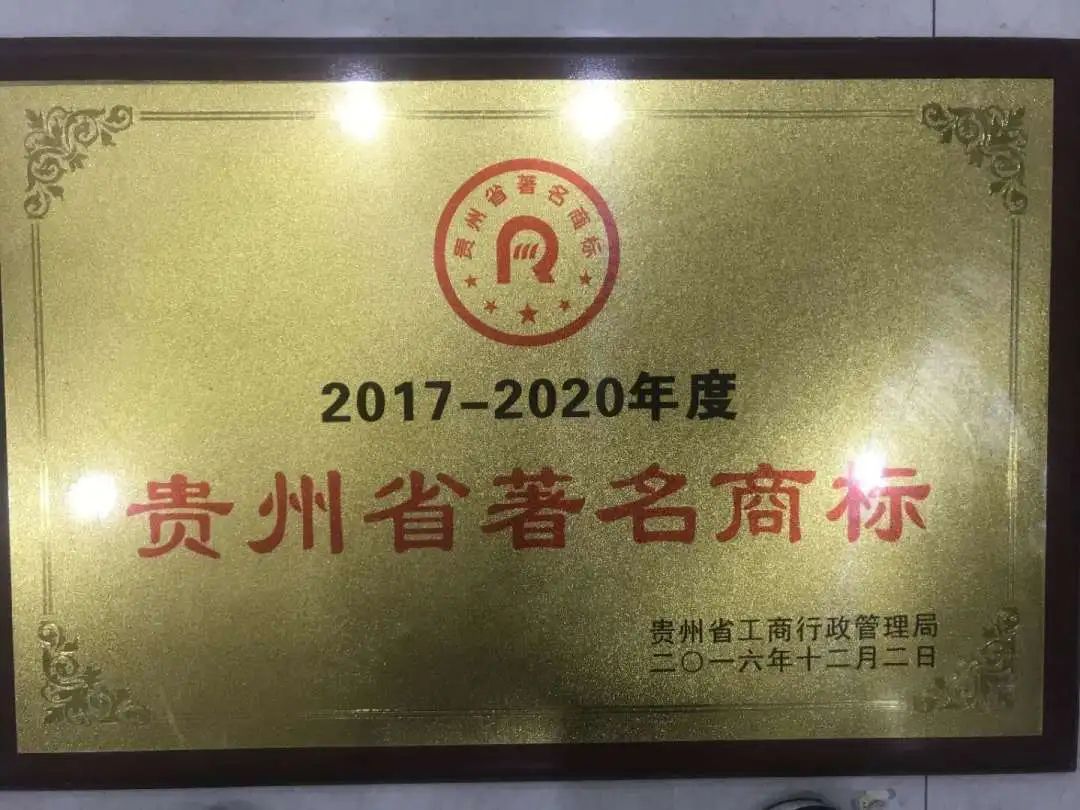 贵州省著名商标
2017-2020年度
贵州省著名商标
贵州省工商行政管理局
二〇一六年十二月二日